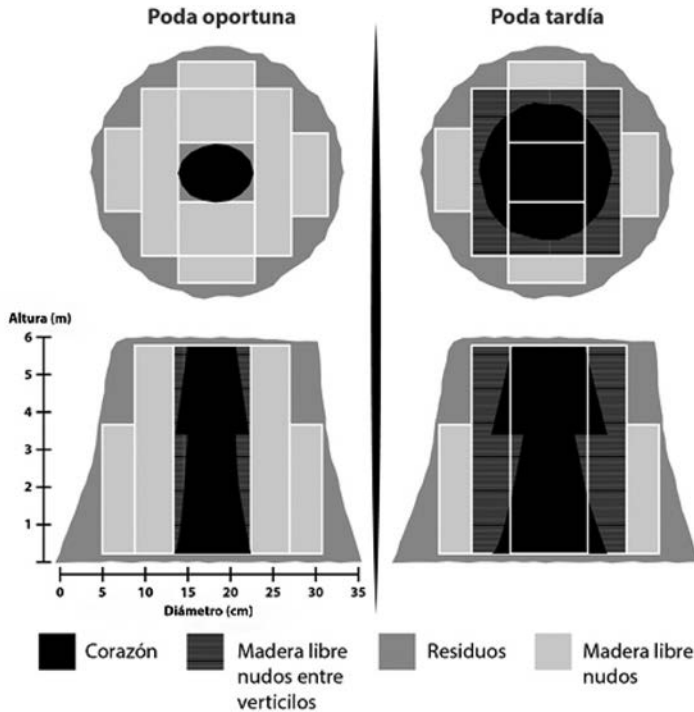 Poda oportuna
Poda tardía
Altura (m)
6
5
4
3
2
1
0 5 10 15 20 25 30 35
Diámetro (cm)
Corazón
Madera libre
nudos entre
verticilos
Residuos
Madera libre
nudos